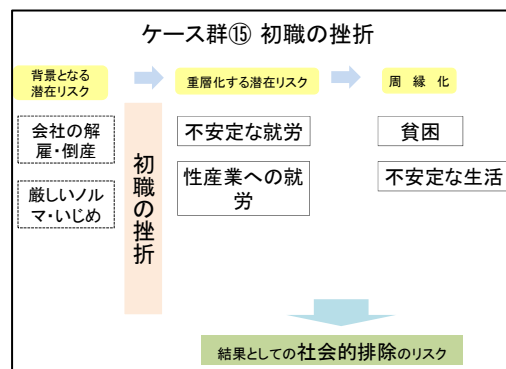 ケース群⑮ 初職の挫折
背景となる
潜在リスク
重層化する潜在リスク
周 縁 化
会社の解
雇・倒産
厳しいノル
マ・いじめ
初職の挫折
不安定な就労
性産業への就
労
貧困
不安定な生活
結果としての社会的排除のリスク